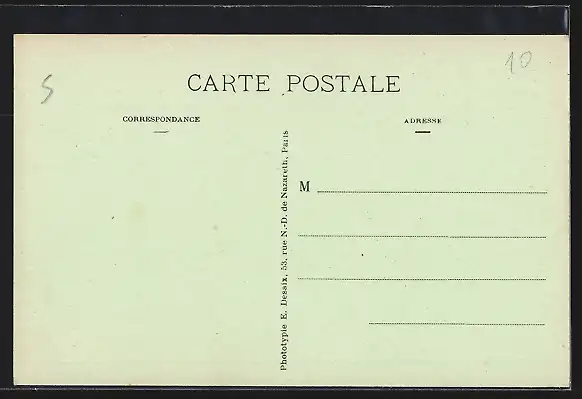 S
10
CARTE POSTALE
CORRESPONDANCE
ADRESSE
M
Phototypie E. Desaix, 53, rue N.-D. de Nazareth, Paris